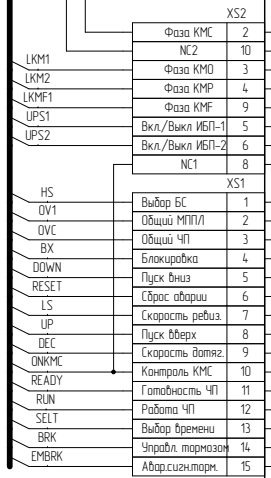 XS2
Фаза КМС 2
NC2 10
LKM1 Фаза КМО 3
LKM2 Фаза КМР 4
LKMF1 Фаза КМF 9
UPS1 Вкл./Выкл ИБП-1 5
UPS2 Вкл./Выкл ИБП-2 6
NC1 8
XS1
HS Выбор БС 1
0V1 Общий МППЛ 2
0VC Общий ЧП 3
BX Блокировка 4
DOWN Пуск вниз 5
RESET Сброс аварии 6
LS Скорость ревиз. 7
UP Пуск вверх 8
DEC Скорость дотяг. 9
ONKMC Контроль КМС 10
READY Готовность ЧП 11
RUN Работа ЧП 12
SELT Выбор времени 13
BRK Управл. тормозом 14
EMBRK Авар.сигн.торм. 15